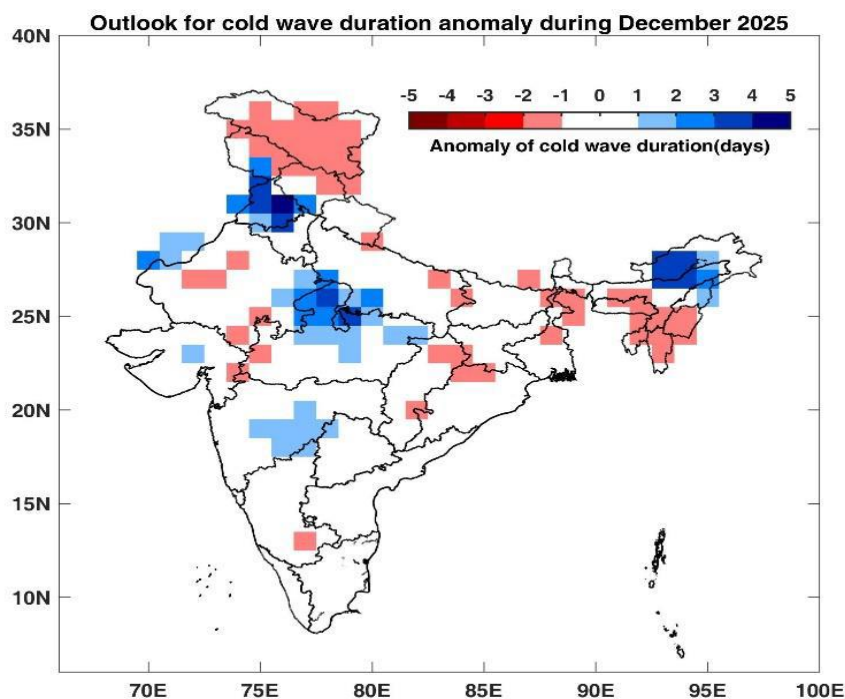 Outlook for cold wave duration anomaly during December 2025
40N
-5 -4 -3 -2 -1 0 1 2 3 4 5
35N
Anomaly of cold wave duration(days)
30N
25N
20N
15N
10N
70E 75E 80E 85E 90E 95E 100E